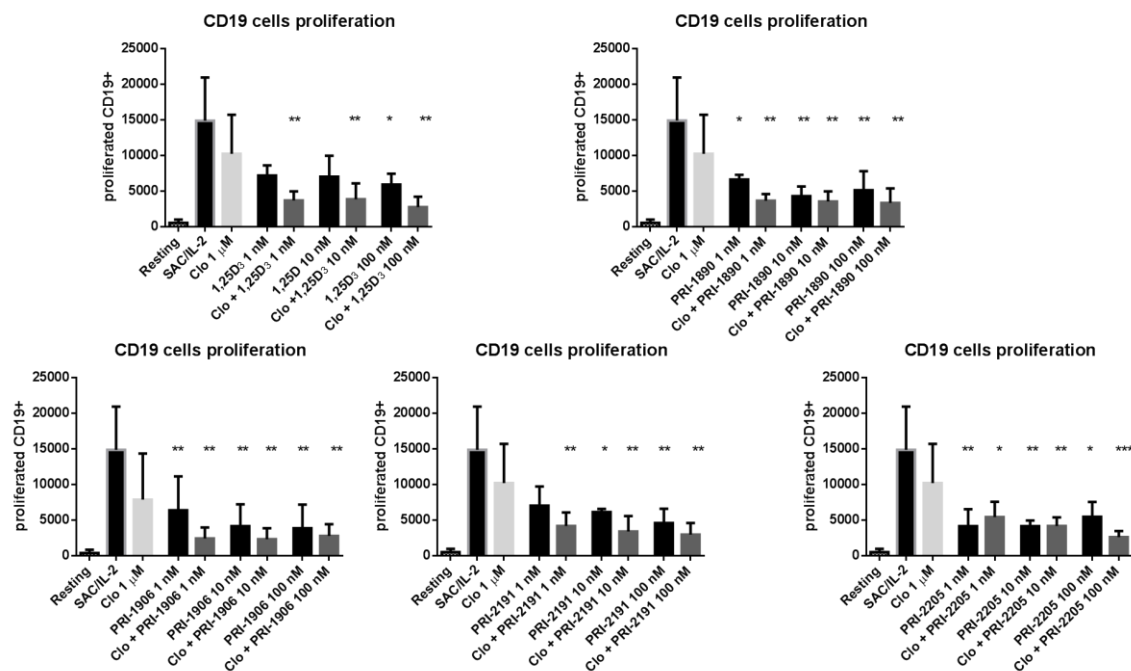 CD19 cells proliferation
proliferated CD19+
25000
20000
15000
10000
5000
0
** ** * **
Resting
SAC/IL-2
Clo 1 µM
1,25D3 1 nM
Clo + 1,25D3 1 nM
1,25D 10 nM
Clo +1,25D3 10 nM
1,25D3 100 nM
Clo + 1,25D3 100 nM
CD19 cells proliferation
proliferated CD19+
25000
20000
15000
10000
5000
0
* ** ** ** ** **
Resting
SAC/IL-2
Clo 1 µM
PRI-1890 1 nM
Clo + PRI-1890 1 nM
PRI-1890 10 nM
Clo + PRI-1890 10 nM
PRI-1890 100 nM
Clo + PRI-1890 100 nM
CD19 cells proliferation
proliferated CD19+
25000
20000
15000
10000
5000
0
** ** ** ** ** **
Resting
SAC/IL-2
Clo 1 µM
PRI-1906 1 nM
Clo + PRI-1906 1 nM
PRI-1906 10 nM
Clo + PRI-1906 10 nM
PRI-1906 100 nM
Clo + PRI-1906 100 nM
CD19 cells proliferation
proliferated CD19+
25000
20000
15000
10000
5000
0
** * ** ** **
Resting
SAC/IL-2
Clo 1 µM
PRI-2191 1 nM
Clo + PRI-2191 1 nM
PRI-2191 10 nM
Clo + PRI-2191 10 nM
PRI-2191 100 nM
Clo + PRI-2191 100 nM
CD19 cells proliferation
proliferated CD19+
25000
20000
15000
10000
5000
0
** * ** ** * ***
Resting
SAC/IL-2
Clo 1 µM
PRI-2205 1 nM
Clo + PRI-2205 1 nM
PRI-2205 10 nM
Clo + PRI-2205 10 nM
PRI-2205 100 nM
Clo + PRI-2205 100 nM